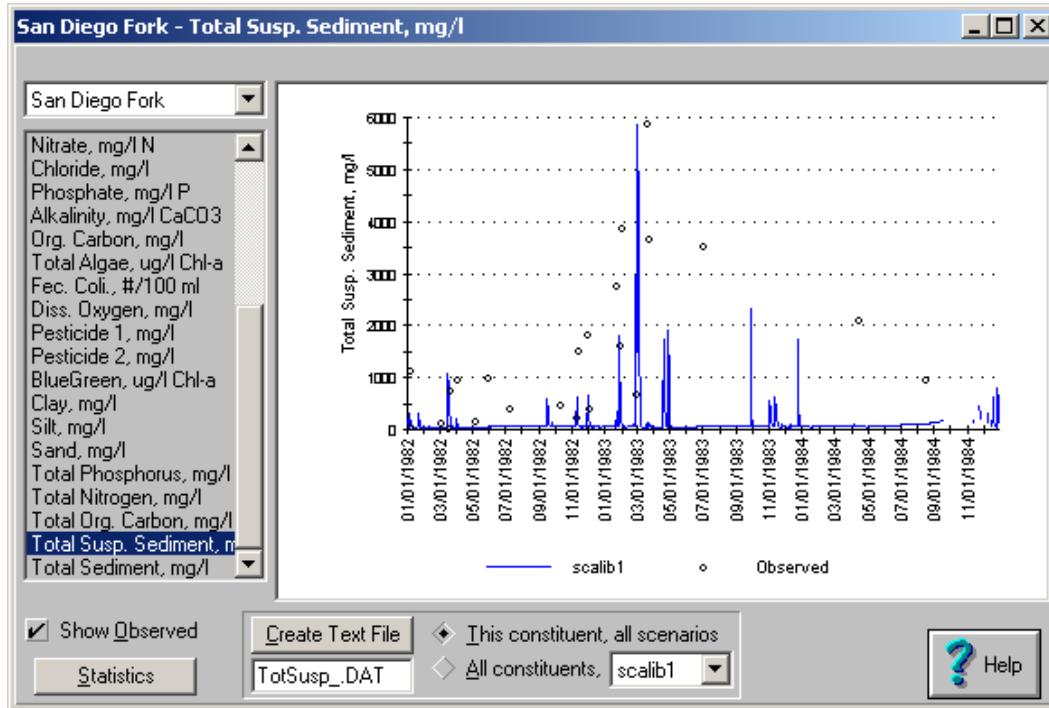 San Diego Fork - Total Susp. Sediment, mg/l
San Diego Fork
Nitrate, mg/l N
Chloride, mg/l
Phosphate, mg/l P
Alkalinity, mg/l CaCO3
Org. Carbon, mg/l
Total Algae, ug/l Chl-a
Fec. Coli., #/100 ml
Diss. Oxygen, mg/l
Pesticide 1, mg/l
Pesticide 2, mg/l
BlueGreen, ug/l Chl-a
Clay, mg/l
Silt, mg/l
Sand, mg/l
Total Phosphorus, mg/l
Total Nitrogen, mg/l
Total Org. Carbon, mg/l
Total Susp. Sediment, m
Total Sediment, mg/l
Total Susp. Sediment, mg/l
6000
5000
4000
3000
2000
1000
0
01/01/1982
03/01/1982
05/01/1982
07/01/1982
09/01/1982
11/01/1982
01/01/1983
03/01/1983
05/01/1983
07/01/1983
09/01/1983
11/01/1983
01/01/1984
03/01/1984
05/01/1984
07/01/1984
09/01/1984
11/01/1984
scalib1 Observed
Show Observed
Statistics
Create Text File
TotSusp_.DAT
This constituent, all scenarios
All constituents, scalib1
Help